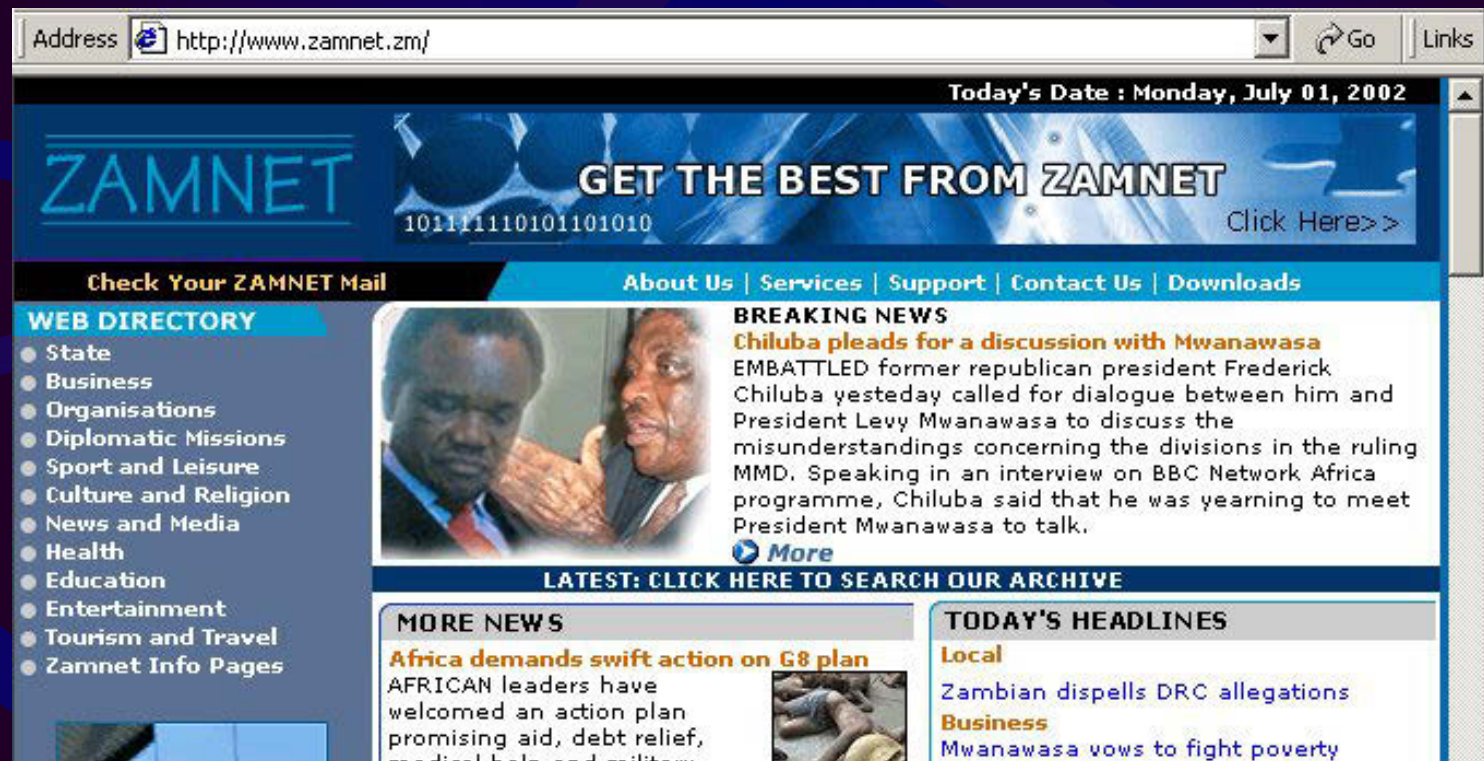 Address http://www.zamnet.zm/ Go Links
Today's Date : Monday, July 01, 2002
ZAMNET
GET THE BEST FROM ZAMNET
101111110101101010
Click Here>>
Check Your ZAMNET Mail
About Us | Services | Support | Contact Us | Downloads
WEB DIRECTORY
State
Business
Organisations
Diplomatic Missions
Sport and Leisure
Culture and Religion
News and Media
Health
Education
Entertainment
Tourism and Travel
Zamnet Info Pages
BREAKING NEWS
Chiluba pleads for a discussion with Mwanawasa
EMBATTLED former republican president Frederick
Chiluba yesteday called for dialogue between him and
President Levy Mwanawasa to discuss the
misunderstandings concerning the divisions in the ruling
MMD. Speaking in an interview on BBC Network Africa
programme, Chiluba said that he was yearning to meet
President Mwanawasa to talk.
More
LATEST: CLICK HERE TO SEARCH OUR ARCHIVE
MORE NEWS
Africa demands swift action on G8 plan
AFRICAN leaders have
welcomed an action plan
promising aid, debt relief,
medical help and military
TODAY'S HEADLINES
Local
Zambian dispells DRC allegations
Business
Mwanawasa vows to fight poverty